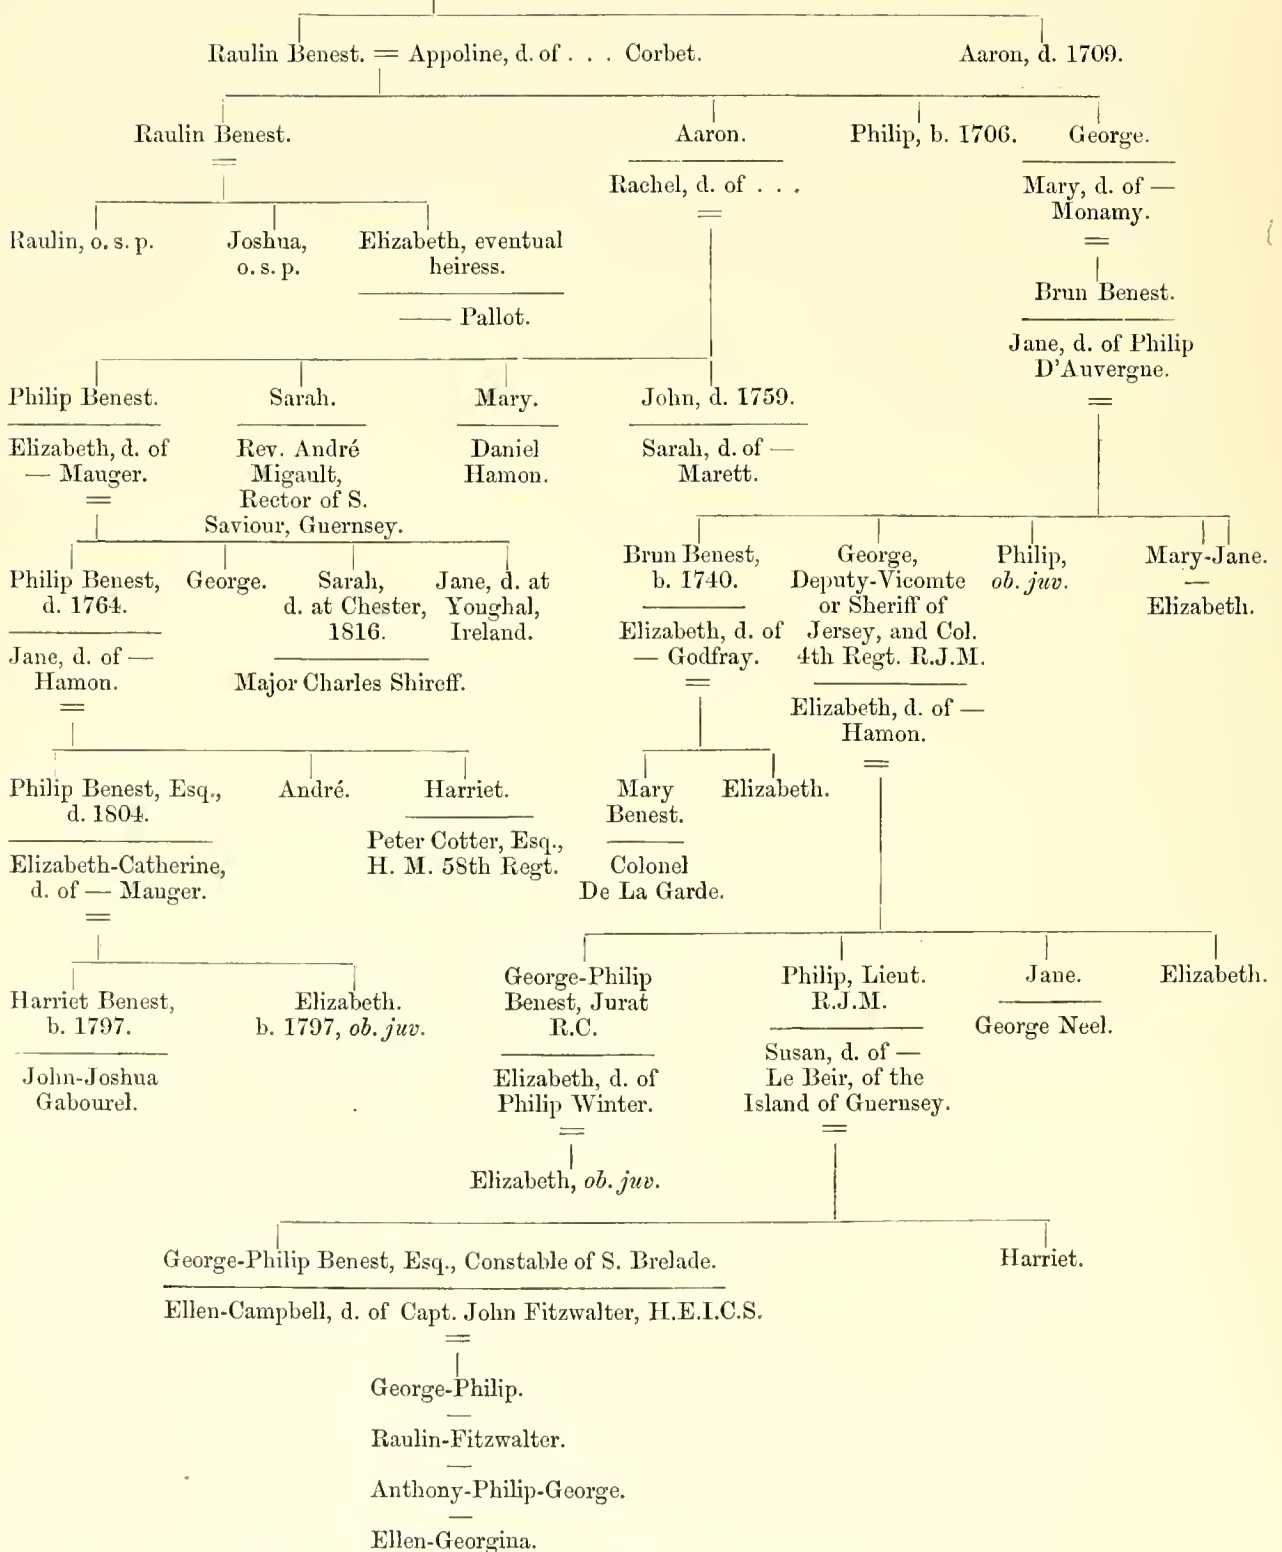 Raulin Benest. = Appoline, d. of . . . Corbet. Aaron, d. 1709.
Raulin Benest. Aaron. Philip, b. 1706. George.
=
Rachel, d. of . . .
=
Mary, d. of —
Monamy.
=
Raulin, o. s. p. Joshua, Elizabeth, eventual
o. s. p. heiress.
—— Pallot.
Brun Benest.
Jane, d. of Philip
D'Auvergne.
=
Philip Benest. Sarah. Mary. John, d. 1759.
Elizabeth, d. of Rev. André Daniel Sarah, d. of —
— Mauger. Migault, Hamon. Marett.
= Rector of S.
Saviour, Guernsey.
Philip Benest, George. Sarah, Jane, d. at
d. 1764. d. at Chester, Youghal,
1816. Ireland.
Jane, d. of — Major Charles Shireff.
Hamon.
=
Brun Benest, George, Philip, Mary-Jane.
b. 1740. Deputy-Vicomte ob. juv. —
or Sheriff of Elizabeth.
Elizabeth, d. of Jersey, and Col.
— Godfray. 4th Regt. R.J.M.
=
Elizabeth, d. of —
Hamon.
=
Philip Benest, Esq., André. Harriet. Mary Elizabeth.
d. 1804. Benest.
Peter Cotter, Esq.,
Elizabeth-Catherine, H. M. 58th Regt. Colonel
d. of — Mauger. De La Garde.
=
George-Philip Philip, Lieut. Jane. Elizabeth.
Benest, Jurat R.J.M.
R.C. George Neel.
Harriet Benest, Elizabeth.
b. 1797. b. 1797, ob. juv.
John-Joshua
Gabourel.
Elizabeth, d. of Susan, d. of —
Philip Winter. Le Beir, of the
Island of Guernsey.
= =
Elizabeth, ob. juv.
George-Philip Benest, Esq., Constable of S. Brelade. Harriet.
Ellen-Campbell, d. of Capt. John Fitzwalter, H.E.I.C.S.
=
George-Philip.
—
Raulin-Fitzwalter.
—
Anthony-Philip-George.
—
Ellen-Georgina.